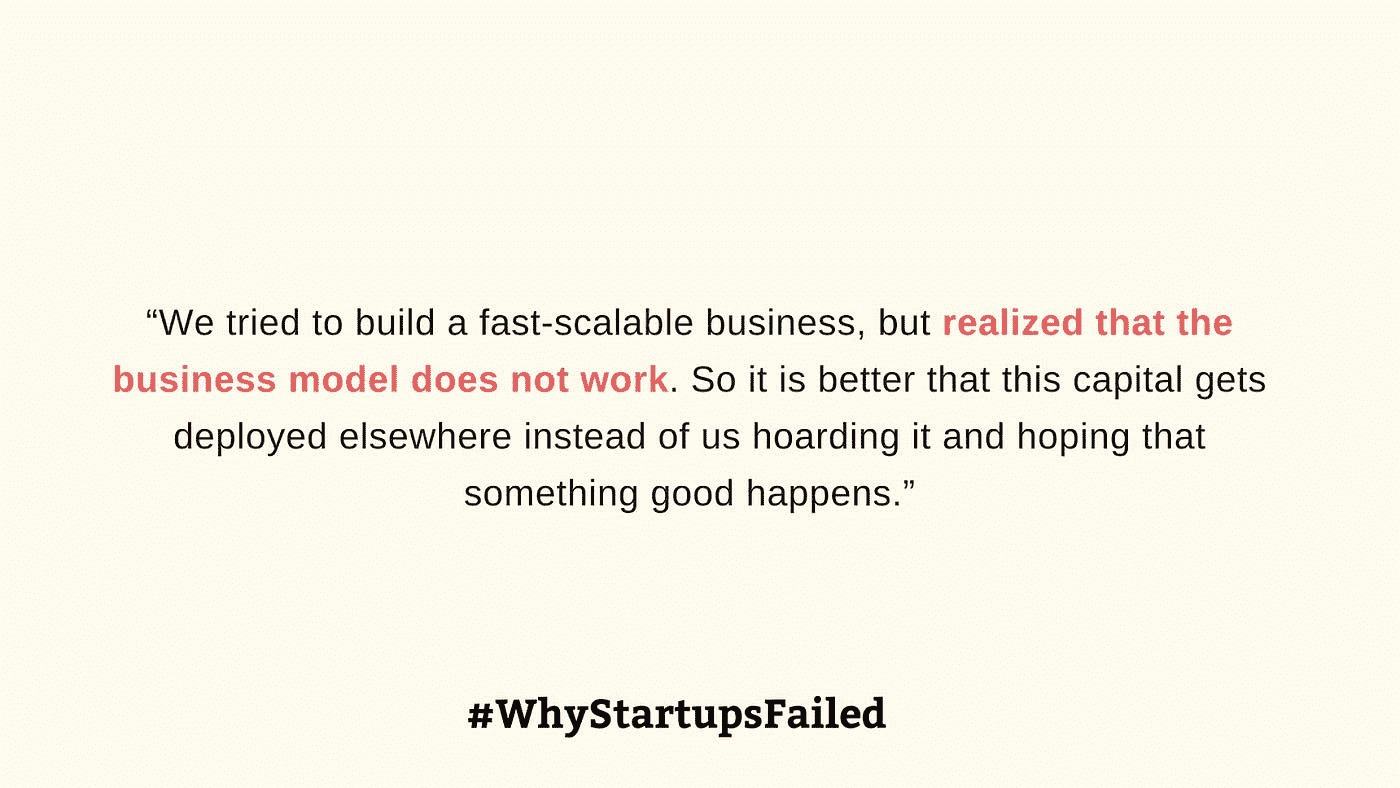 “We tried to build a fast-scalable business, but realized that the
business model does not work. So it is better that this capital gets
deployed elsewhere instead of us hoarding it and hoping that
something good happens.”
#WhyStartupsFailed